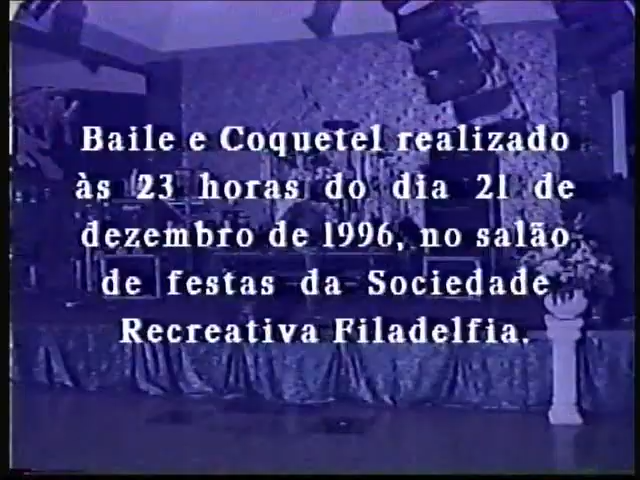 Baile e Coquetel realizado
às 23 horas do dia 21 de
dezembro de 1996, no salão
de festas da Sociedade
Recreativa Filadelfia.